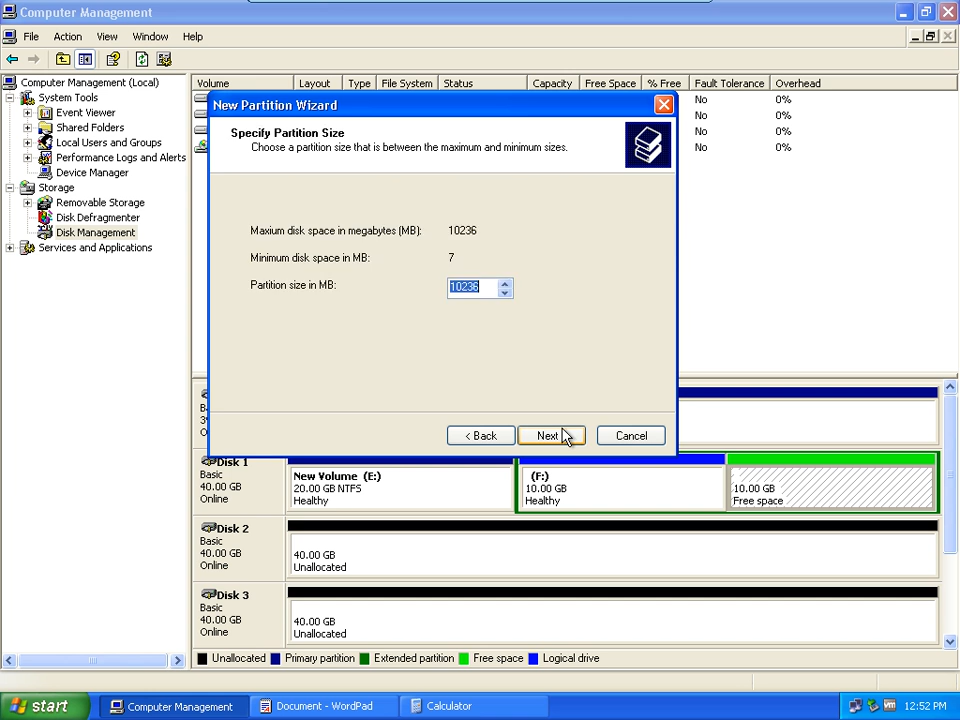 Computer Management
File Action View Window Help
Computer Management (Local)
System Tools
Event Viewer
Shared Folders
Local Users and Groups
Performance Logs and Alerts
Device Manager
Storage
Removable Storage
Disk Defragmenter
Disk Management
Services and Applications
Volume Layout Type File System Status Capacity Free Space % Free Fault Tolerance Overhead
No 0%
No 0%
No 0%
No 0%
New Partition Wizard
Specify Partition Size
Choose a partition size that is between the maximum and minimum sizes.
Maxium disk space in megabytes (MB): 10236
Minimum disk space in MB: 7
Partition size in MB: 10236
< Back Next Cancel
Disk 1
Basic
40.00 GB
Online
New Volume (E:)
20.00 GB NTFS
Healthy
(F:)
10.00 GB
Healthy
10.00 GB
Free space
Disk 2
Basic
40.00 GB
Online
40.00 GB
Unallocated
Disk 3
Basic
40.00 GB
Online
40.00 GB
Unallocated
Unallocated Primary partition Extended partition Free space Logical drive
start Computer Management Document - WordPad Calculator 12:52 PM